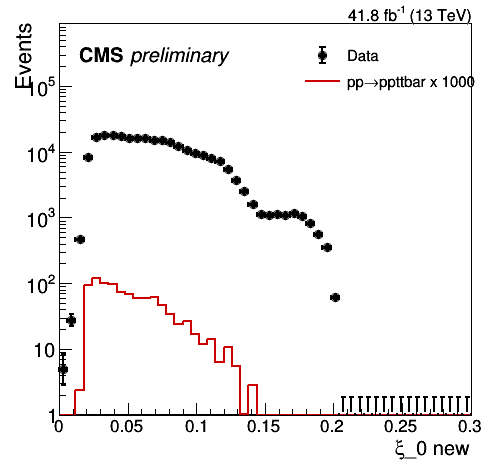 41.8 fb⁻¹ (13 TeV)
Events
CMS preliminary
Data
pp→ppttbar x 1000
10⁵
10⁴
10³
10²
10
1
0 0.05 0.1 0.15 0.2 0.25 0.3
ξ_0 new